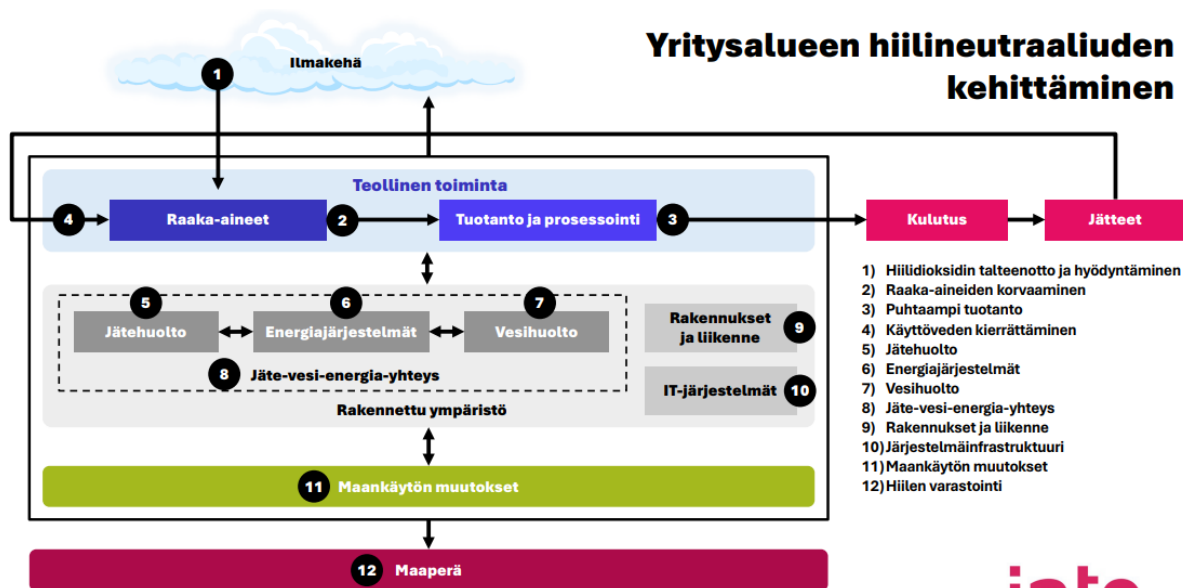 Yritysalueen hiilineutraaliuden
kehittäminen
Ilmakehä
1
Teollinen toiminta
4
Raaka-aineet
2
Tuotanto ja prosessointi
3
Kulutus
Jätteet
5
6
7
Jätehuolto
Energiajärjestelmät
Vesihuolto
8 Jäte-vesi-energia-yhteys
Rakennettu ympäristö
Rakennukset
ja liikenne
9
IT-järjestelmät
10
11 Maankäytön muutokset
12 Maaperä
1) Hiilidioksidin talteenotto ja hyödyntäminen
2) Raaka-aineiden korvaaminen
3) Puhtaampi tuotanto
4) Käyttöveden kierrättäminen
5) Jätehuolto
6) Energiajärjestelmät
7) Vesihuolto
8) Jäte-vesi-energia-yhteys
9) Rakennukset ja liikenne
10)Järjestelmäinfrastruktuuri
11)Maankäytön muutokset
12)Hiilen varastointi